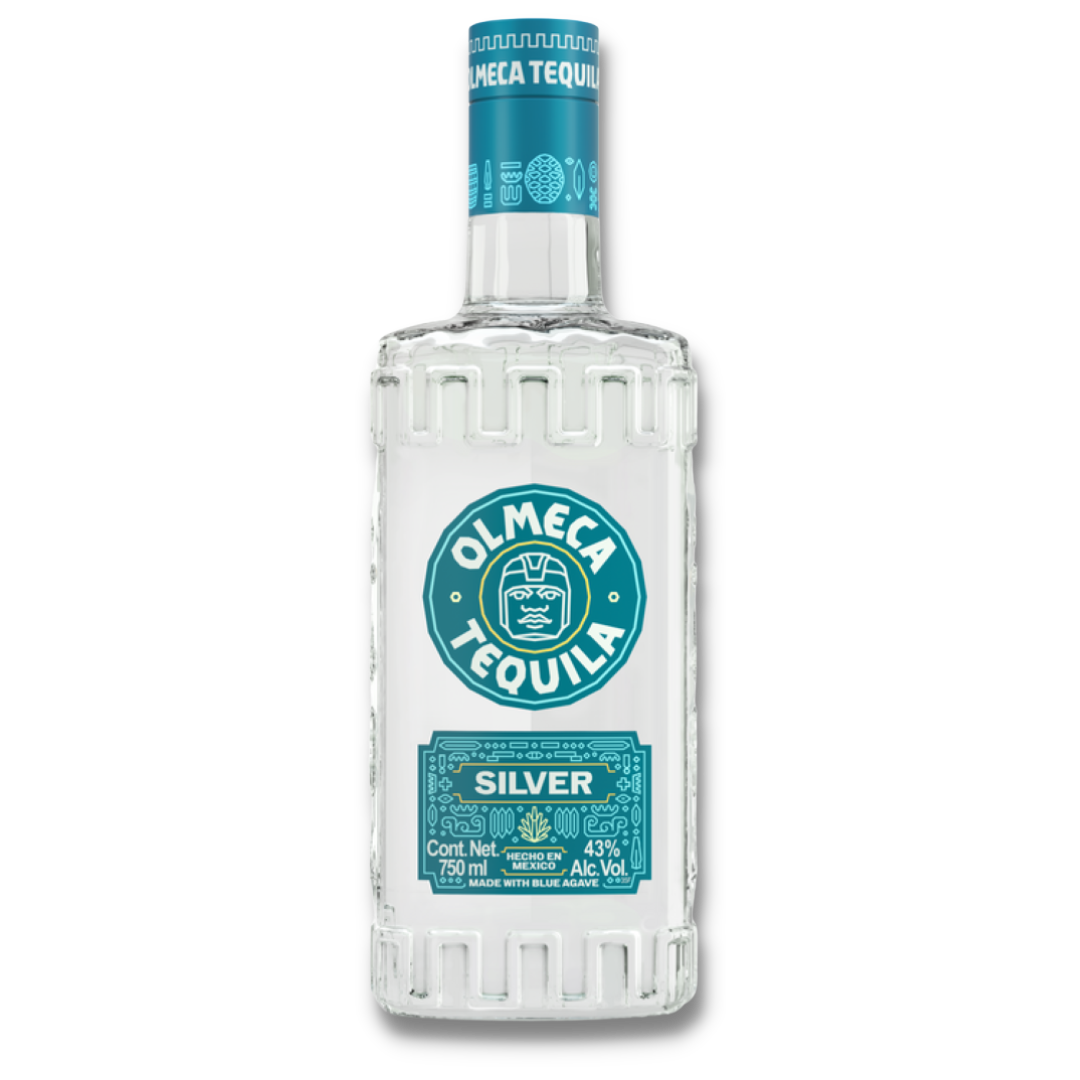 OLMECA TEQUILA
OLMECA
TEQUILA
SILVER
Cont. Net.
750 ml
HECHO EN
MEXICO
43%
Alc. Vol.
MADE WITH BLUE AGAVE